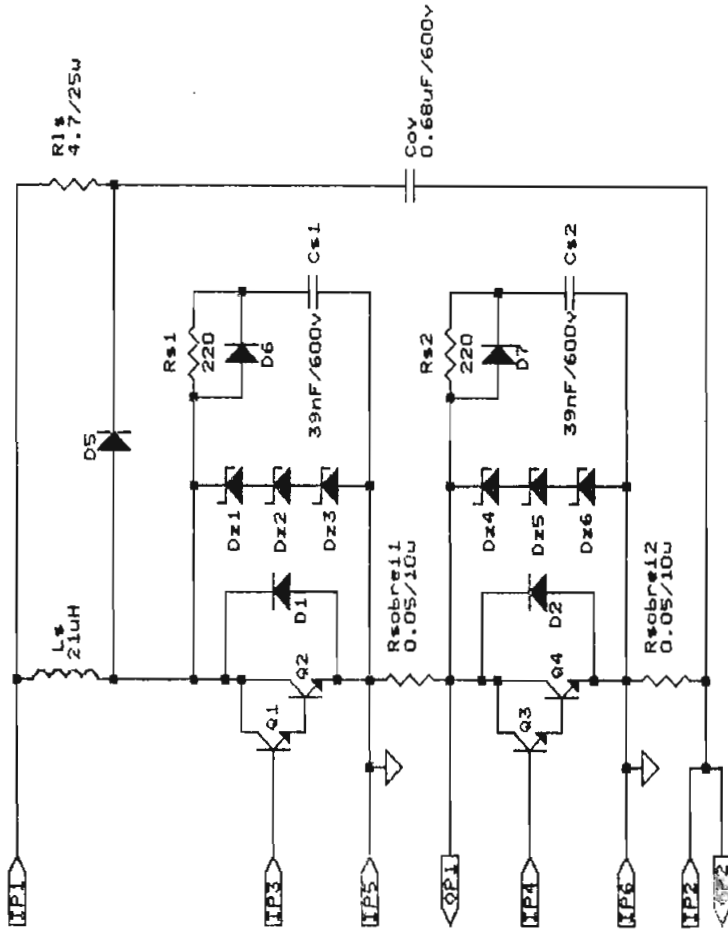 Rls
4.7/25w
Cov
0.68uF/600v
Ls
21uH
D5
Rs1
220
D6
Cs1
39nF/600v
Dz1
Dz2
Dz3
D1
Q1
Q2
Rsobrei1
0.05/10w
Rs2
220
D7
Cs2
39nF/600v
Dz4
Dz5
Dz6
D2
Q3
Q4
Rsobrei2
0.05/10w
IP1
IP3
IP5
OP1
IP4
IP6
IP2